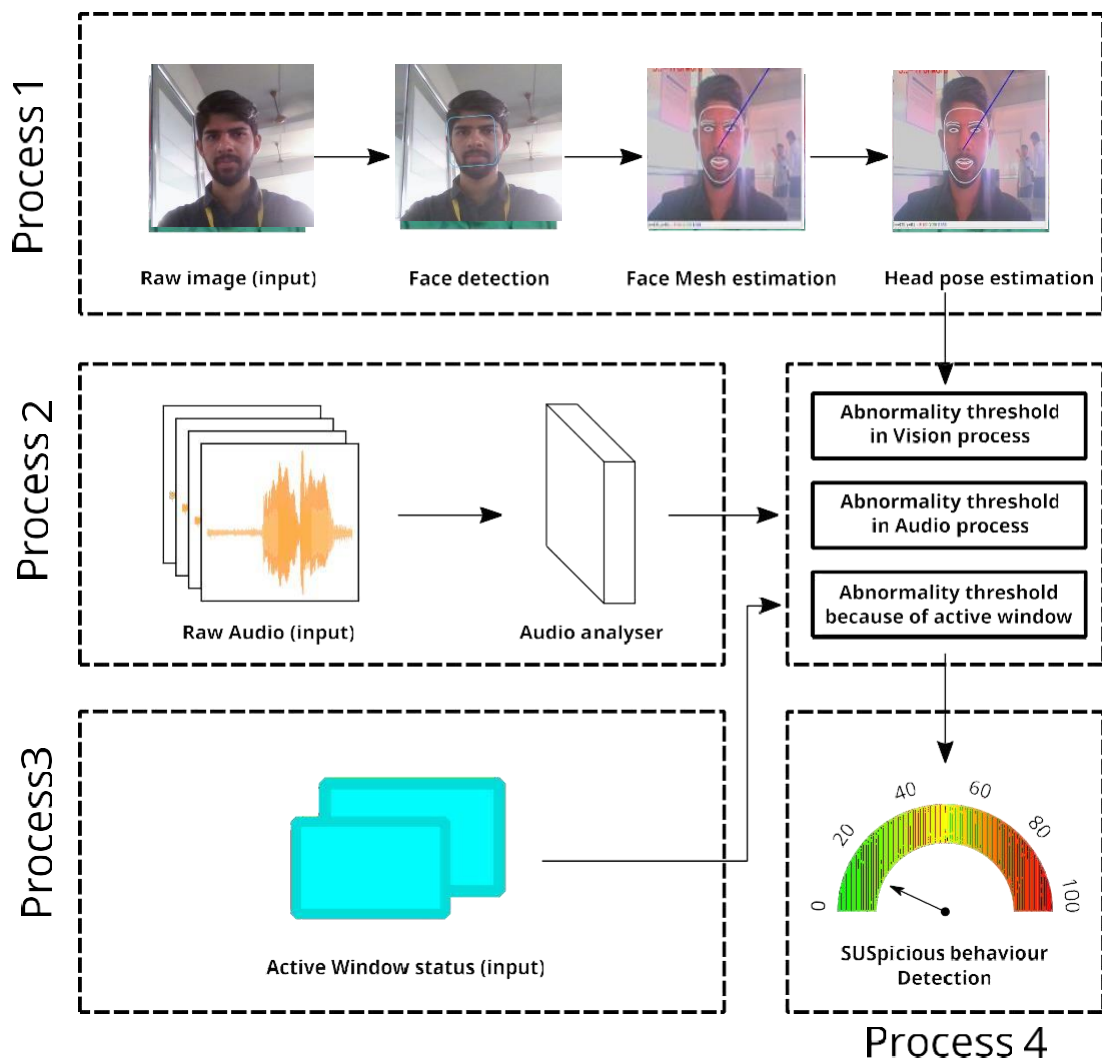 Process 1
Raw image (input)
Face detection
Face Mesh estimation
Head pose estimation
Process 2
Raw Audio (input)
Audio analyser
Abnormality threshold
in Vision process
Abnormality threshold
in Audio process
Abnormality threshold
because of active window
Process3
Active Window status (input)
0
20
40
60
80
100
SUSpicious behaviour
Detection
Process 4